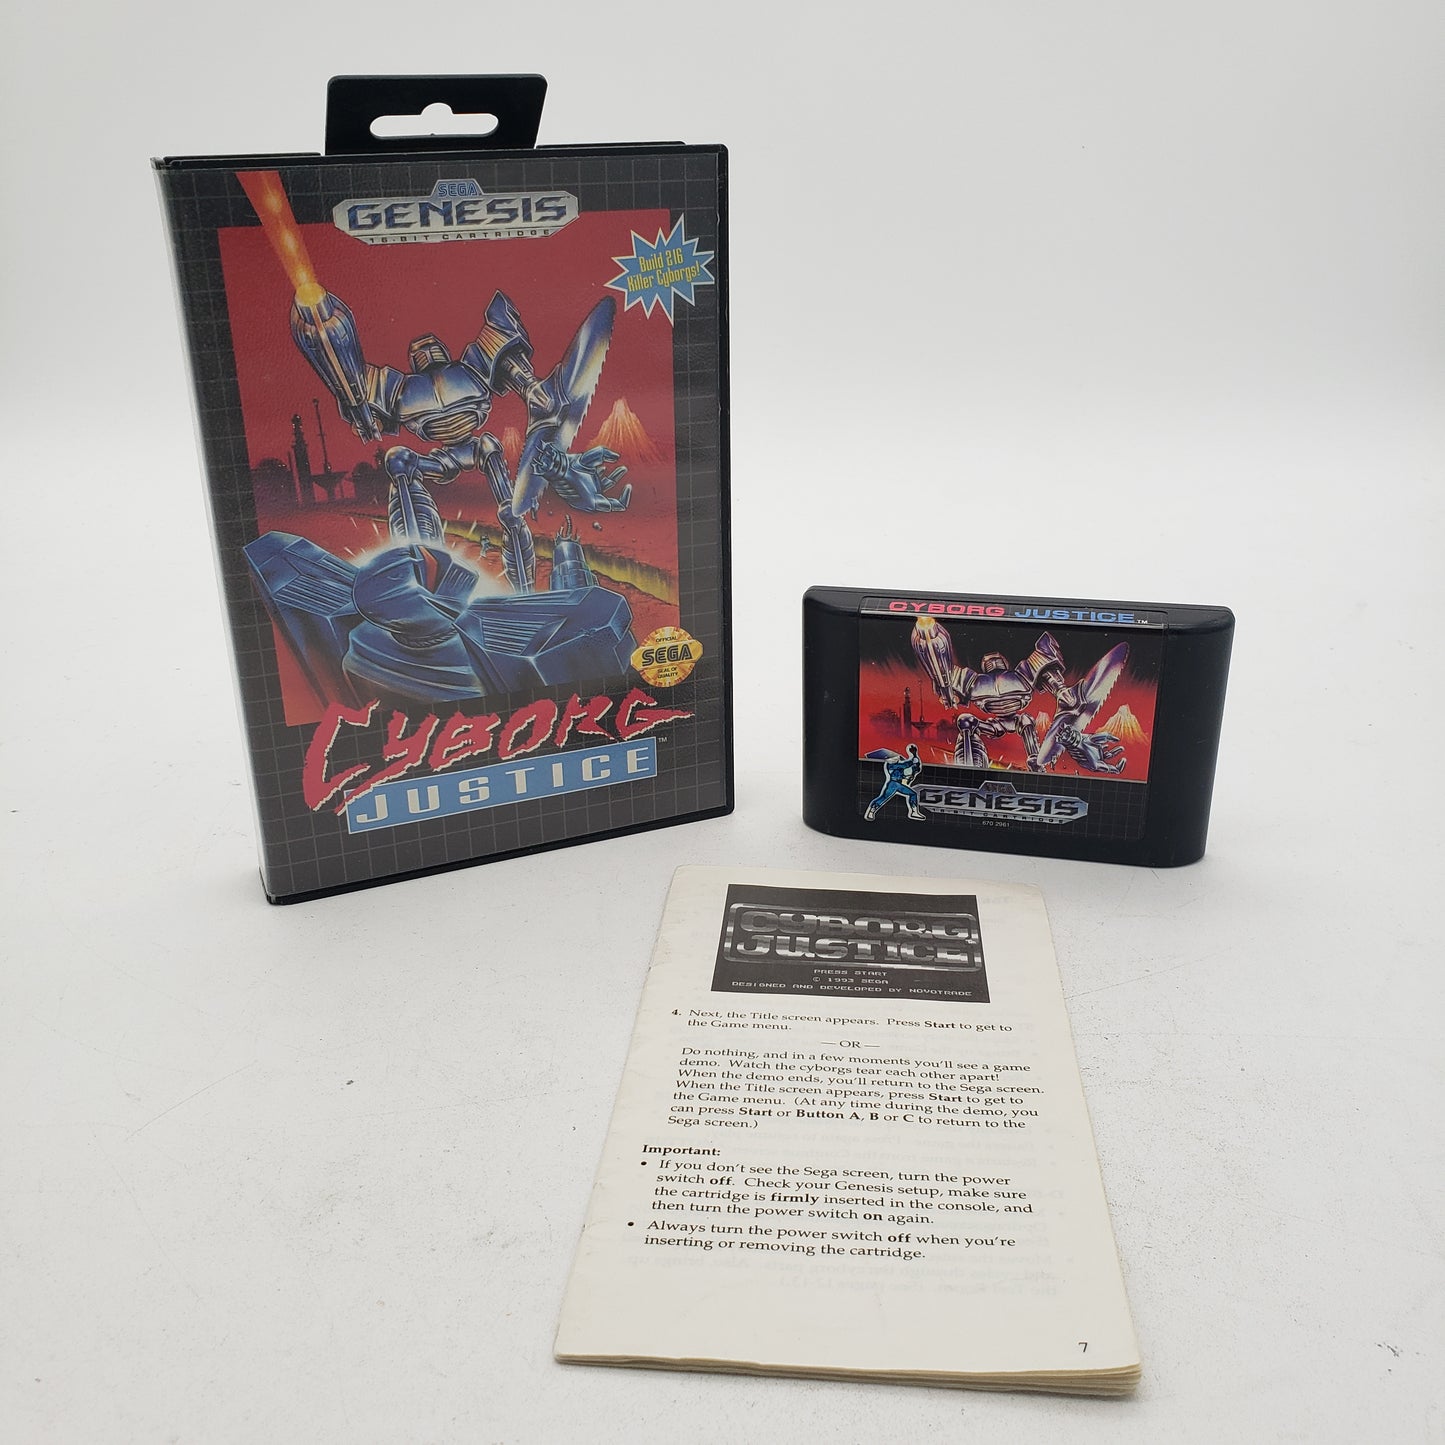 SEGA
GENESIS
16-BIT CARTRIDGE
Build 216
Killer Cyborgs!
OFFICIAL
SEGA
SEAL OF
QUALITY
CYBORG
JUSTICE™
CYBORG JUSTICE™
SEGA
GENESIS
16-BIT CARTRIDGE
670 2961
CYBORG
JUSTICE
PRESS START
© 1993 SEGA
DESIGNED AND DEVELOPED BY NOVOTRADE
4. Next, the Title screen appears. Press Start to get to
the Game menu.
— OR —
Do nothing, and in a few moments you'll see a game
demo. Watch the cyborgs tear each other apart!
When the demo ends, you'll return to the Sega screen.
When the Title screen appears, press Start to get to
the Game menu. (At any time during the demo, you
can press Start or Button A, B or C to return to the
Sega screen.)
Important:
• If you don't see the Sega screen, turn the power
switch off. Check your Genesis setup, make sure
the cartridge is firmly inserted in the console, and
then turn the power switch on again.
• Always turn the power switch off when you're
inserting or removing the cartridge.
7